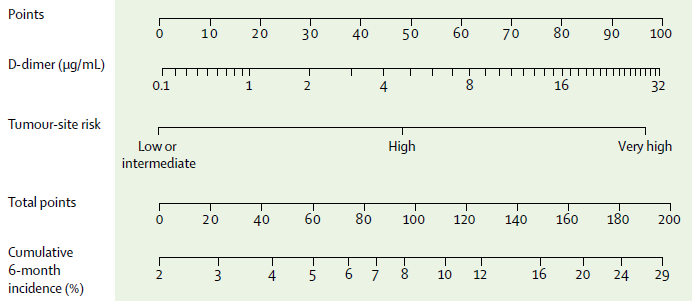 Points
0 10 20 30 40 50 60 70 80 90 100
D-dimer (µg/mL)
0.1 1 2 4 8 16 32
Tumour-site risk
Low or
intermediate
High
Very high
Total points
0 20 40 60 80 100 120 140 160 180 200
Cumulative
6-month
incidence (%)
2 3 4 5 6 7 8 10 12 16 20 24 29